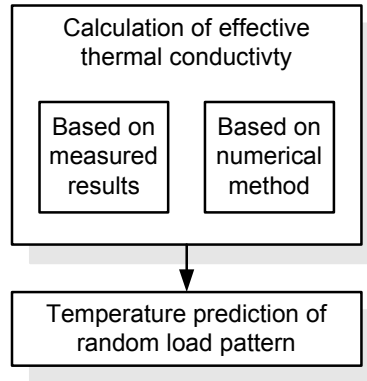 Calculation of effective
thermal conductivty
Based on
measured
results
Based on
numerical
method
Temperature prediction of
random load pattern